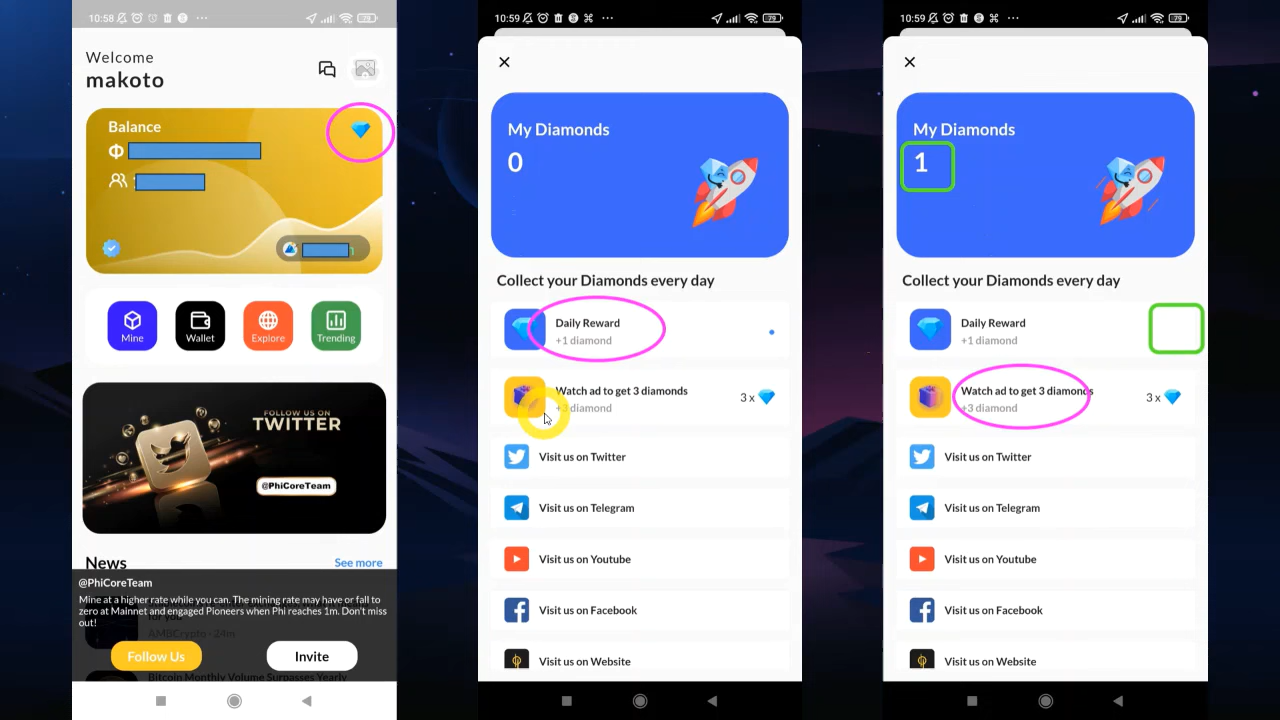 10:58
79
Welcome
makoto
Balance
Mine
Wallet
Explore
Trending
FOLLOW US ON
TWITTER
@PhiCoreTeam
News
See more
@PhiCoreTeam
Mine at a higher rate while you can. The mining rate may have or fall to
zero at Mainnet and engaged Pioneers when Phi reaches 1m. Don't miss
out!
for you
AMBCrypto · 24m
Follow Us
Invite
Bitcoin Monthly Volume Surpasses Yearly
10:59
79
My Diamonds
0
Collect your Diamonds every day
Daily Reward
+1 diamond
Watch ad to get 3 diamonds
+3 diamond
3 x
Visit us on Twitter
Visit us on Telegram
Visit us on Youtube
Visit us on Facebook
Visit us on Website
10:59
79
My Diamonds
1
Collect your Diamonds every day
Daily Reward
+1 diamond
Watch ad to get 3 diamonds
+3 diamond
3 x
Visit us on Twitter
Visit us on Telegram
Visit us on Youtube
Visit us on Facebook
Visit us on Website